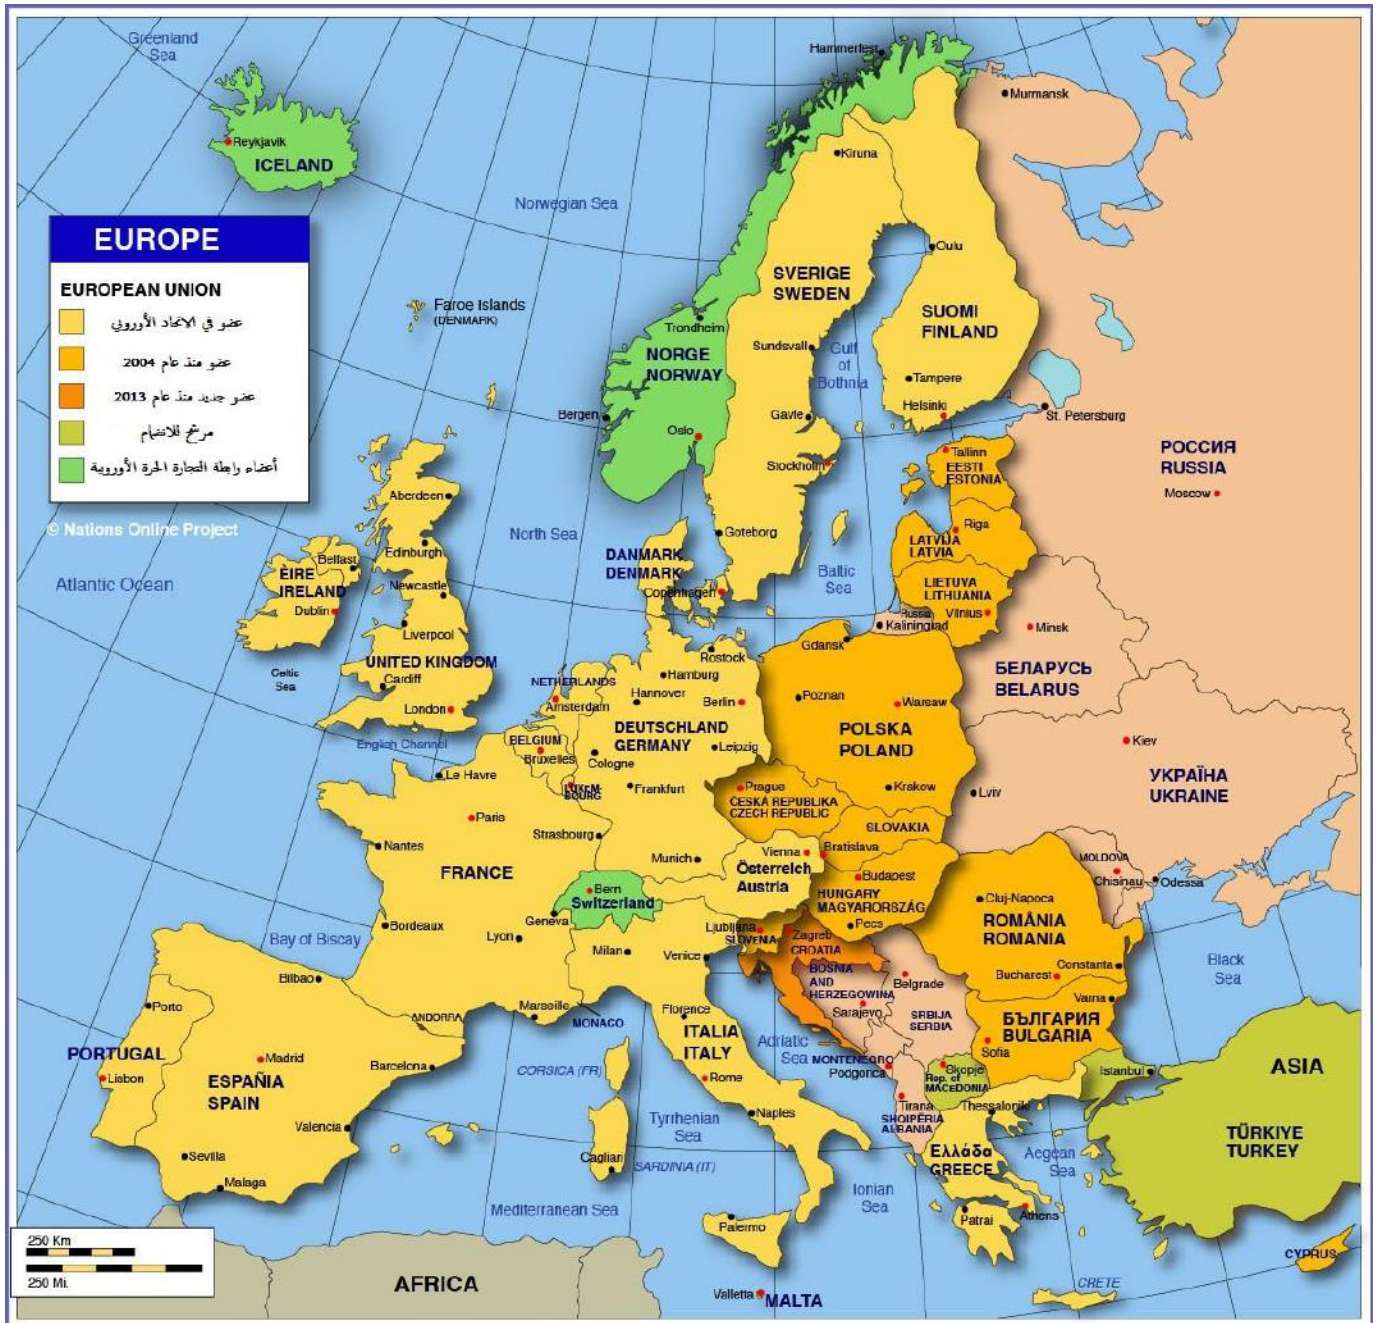 Greenland
Sea
Hammerfest
Murmansk
Reykjavik
ICELAND
Kiruna
Norwegian Sea
EUROPE
EUROPEAN UNION
عضو في الاتحاد الأوروبي
عضو منذ عام 2004
عضو جديد منذ عام 2013
مرشح للانضمام
أعضاء رابطة التجارة الحرة الأوروبية
© Nations Online Project
Oulu
SVERIGE
SWEDEN
SUOMI
FINLAND
Faroe Islands
(DENMARK)
Trondheim
NORGE
NORWAY
Sundsvall
Gulf
of
Bothnia
Tampere
Helsinki
Bergen
Oslo
Gavle
St. Petersburg
Stockholm
Tallinn
EESTI
ESTONIA
РОССИЯ
RUSSIA
Moscow
Aberdeen
North Sea
Goteborg
Riga
LATVIJA
LATVIA
Edinburgh
Belfast
ÈIRE
IRELAND
Dublin
Newcastle
DANMARK
DENMARK
Copenhagen
Baltic
Sea
LIETUVA
LITHUANIA
Vilnius
Atlantic Ocean
Liverpool
Russia
Kaliningrad
Minsk
Gdansk
Celtic
Sea
UNITED KINGDOM
Cardiff
London
Rostock
Hamburg
NETHERLANDS
Amsterdam
Hannover
Berlin
Poznan
Warsaw
БЕЛАРУСЬ
BELARUS
English Channel
BELGIUM
Bruxelles
DEUTSCHLAND
GERMANY
Leipzig
Cologne
POLSKA
POLAND
Kiev
Le Havre
LUXEM-
BOURG
Frankfurt
Prague
ČESKÁ REPUBLIKA
CZECH REPUBLIC
Krakow
Lviv
УКРАÏНА
UKRAINE
Paris
Strasbourg
SLOVAKIA
Nantes
Munich
Vienna
Bratislava
Österreich
Austria
MOLDOVA
Chisinau
Odessa
FRANCE
Bern
Switzerland
Geneva
Budapest
HUNGARY
MAGYARORSZÁG
Pecs
Cluj-Napoca
ROMÂNIA
ROMANIA
Bay of Biscay
Bordeaux
Lyon
Milan
Venice
Ljubljana
SLOVENIA
Zagreb
CROATIA
Constanta
Bucharest
Black
Sea
Bilbao
BOSNIA
AND
HERZEGOWINA
Sarajevo
Belgrade
SRBIJA
SERBIA
Varna
Porto
ANDORRA
Marseille
MONACO
Florence
ITALIA
ITALY
Adriatic
Sea
БЪЛГАРИЯ
BULGARIA
Sofia
PORTUGAL
Lisbon
Madrid
ESPAÑIA
SPAIN
Barcelona
CORSICA (FR)
Rome
MONTENEGRO
Podgorica
Skopje
Rep. of
MACEDONIA
Istanbul
ASIA
Valencia
Tyrrhenian
Sea
Naples
Tirana
SHQIPËRIA
ALBANIA
Thessalonike
TÜRKIYE
TURKEY
Sevilla
Malaga
Cagliari
SARDINIA (IT)
Ελλάδα
GREECE
Aegean
Sea
Mediterranean Sea
Palermo
Ionian
Sea
Patrai
Athens
250 Km
250 Mi.
AFRICA
Valletta
MALTA
CRETE
CYPRUS